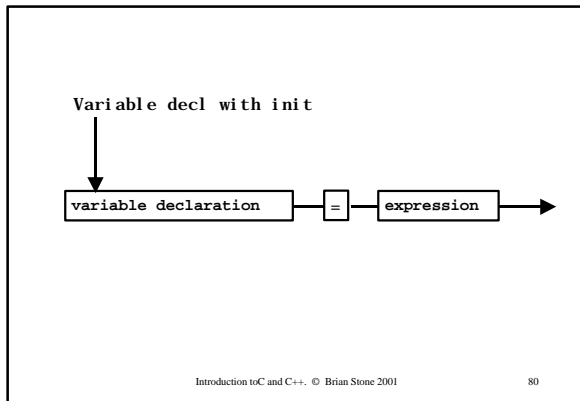 Variable decl with init
variable declaration = expression
Introduction toC and C++. © Brian Stone 2001 80